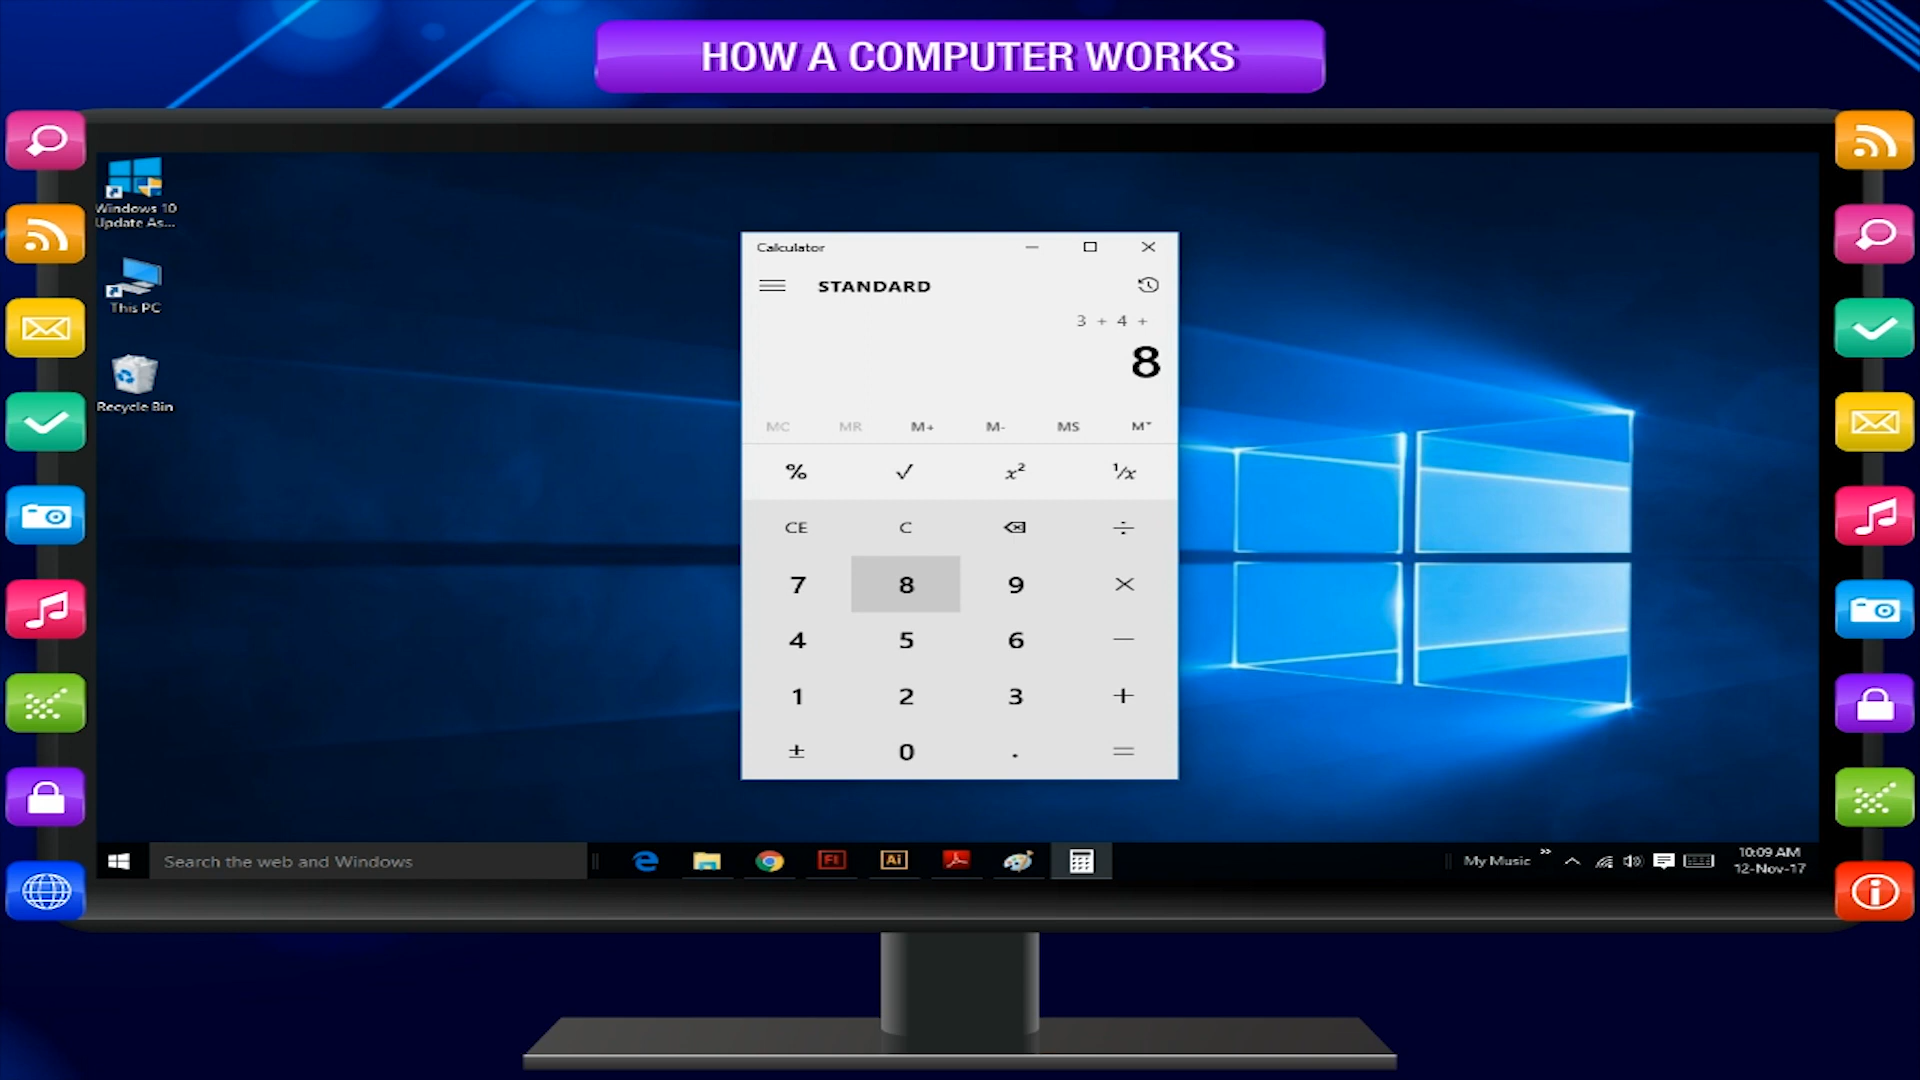 HOW A COMPUTER WORKS
Windows 10
Update As...
This PC
Recycle Bin
Calculator
STANDARD
3 + 4 +
8
MC MR M+ M- MS M˅
% √ x² ¹/x
CE C ÷
7 8 9 ×
4 5 6 −
1 2 3 +
± 0 . =
Search the web and Windows
Fl
Ai
My Music »
10:09 AM
12-Nov-17